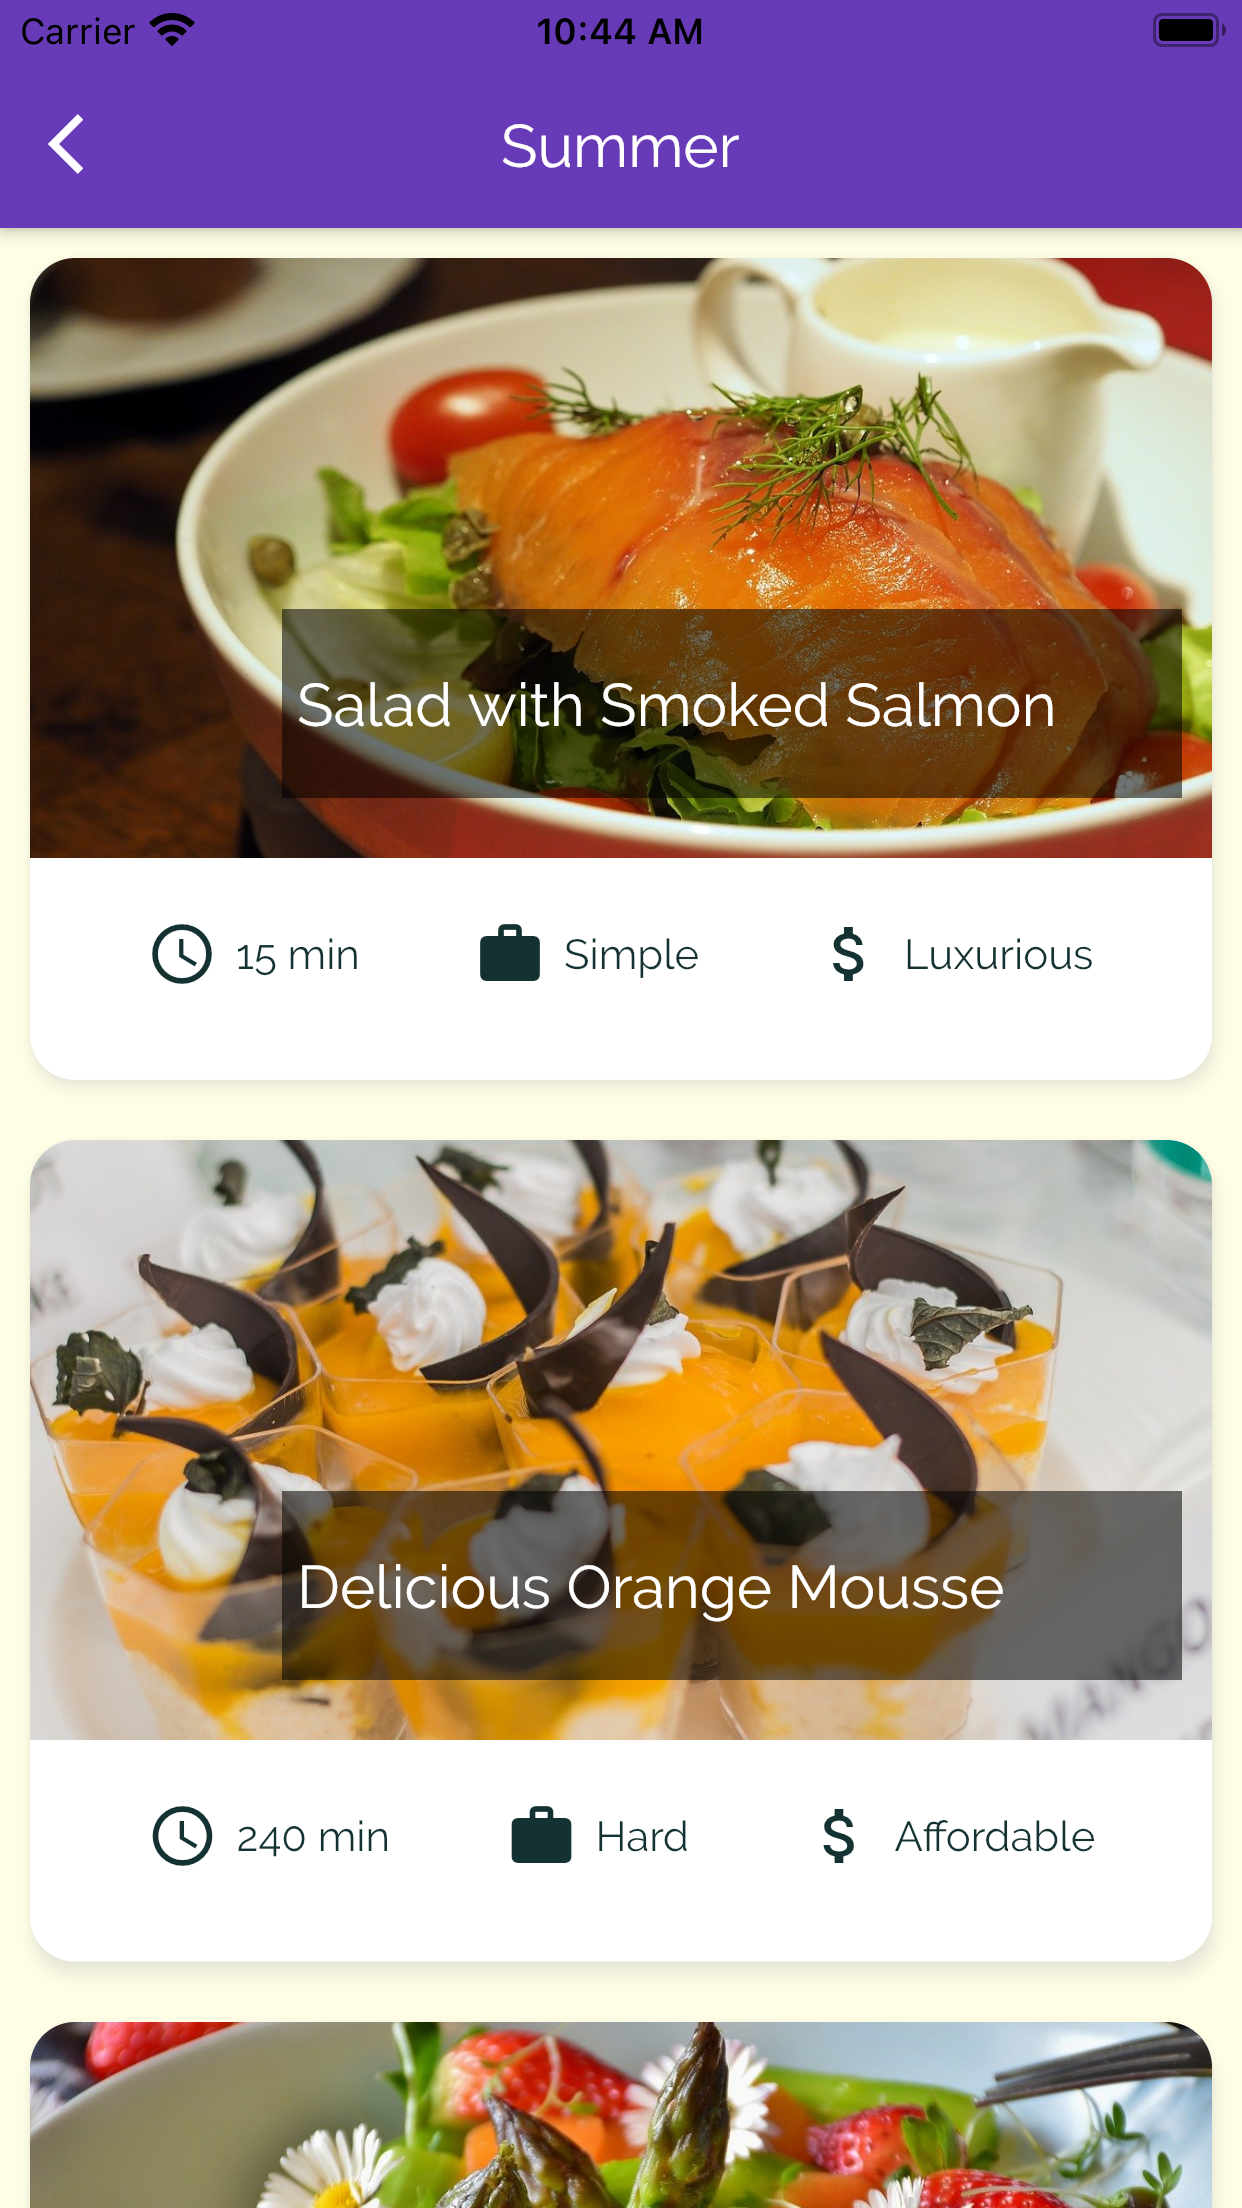 Carrier 10:44 AM
Summer
Salad with Smoked Salmon
15 min Simple $ Luxurious
Delicious Orange Mousse
MANGO
240 min Hard $ Affordable